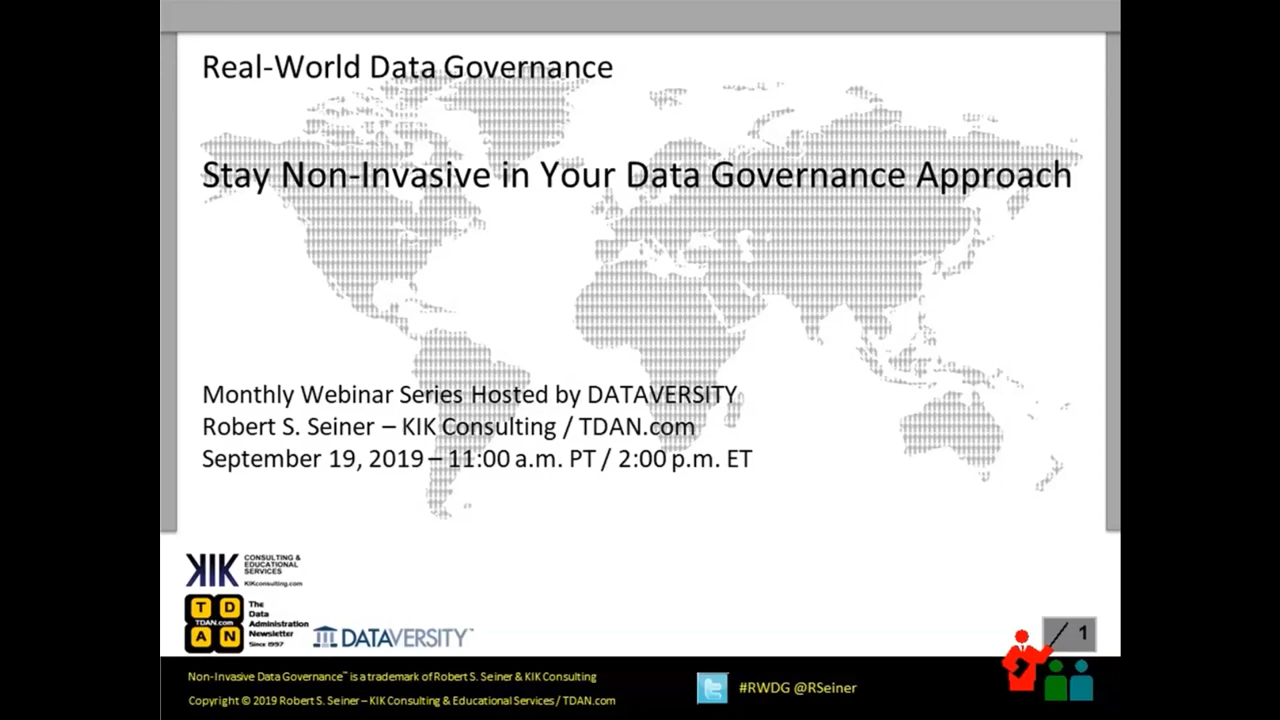 Real-World Data Governance
Stay Non-Invasive in Your Data Governance Approach
Monthly Webinar Series Hosted by DATAVERSITY
Robert S. Seiner – KIK Consulting / TDAN.com
September 19, 2019 – 11:00 a.m. PT / 2:00 p.m. ET
KIK
CONSULTING &
EDUCATIONAL
SERVICES
KIKconsulting.com
T D
TDAN.com
A N
The
Data
Administration
Newsletter
Since 1997
DATAVERSITY™
1
Non-Invasive Data Governance™ is a trademark of Robert S. Seiner & KIK Consulting
Copyright © 2019 Robert S. Seiner – KIK Consulting & Educational Services / TDAN.com
#RWDG @RSeiner